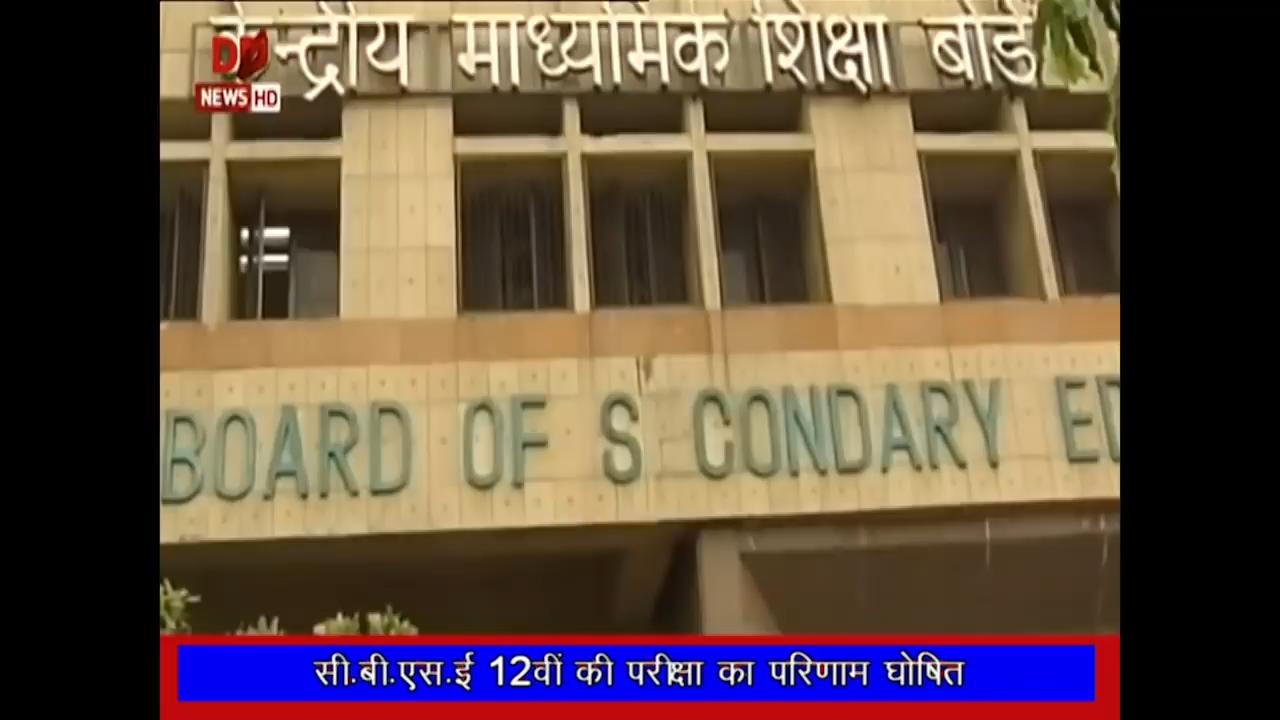 केन्द्रीय माध्यमिक शिक्षा बोर्ड
DD
NEWS HD
BOARD OF S CONDARY ED
सी.बी.एस.ई 12वीं की परीक्षा का परिणाम घोषित